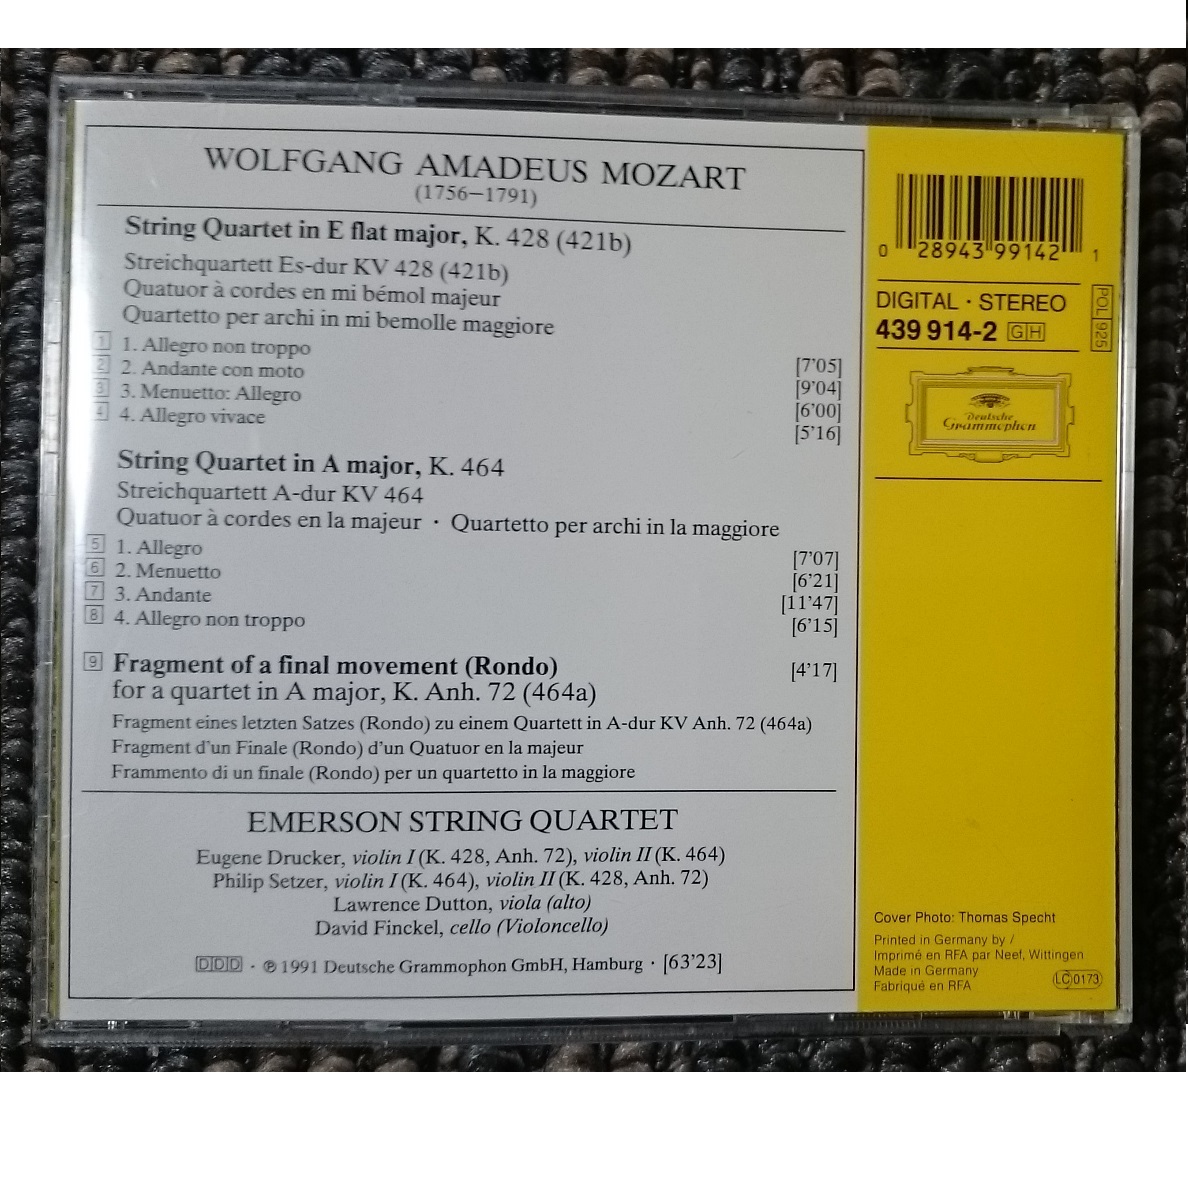 WOLFGANG AMADEUS MOZART
(1756–1791)
String Quartet in E flat major, K. 428 (421b)
Streichquartett Es-dur KV 428 (421b)
Quatuor à cordes en mi bémol majeur
Quartetto per archi in mi bemolle maggiore
1 1. Allegro non troppo [7'05]
2 2. Andante con moto [9'04]
3 3. Menuetto: Allegro [6'00]
4 4. Allegro vivace [5'16]
String Quartet in A major, K. 464
Streichquartett A-dur KV 464
Quatuor à cordes en la majeur · Quartetto per archi in la maggiore
5 1. Allegro [7'07]
6 2. Menuetto [6'21]
7 3. Andante [11'47]
8 4. Allegro non troppo [6'15]
9 Fragment of a final movement (Rondo) [4'17]
for a quartet in A major, K. Anh. 72 (464a)
Fragment eines letzten Satzes (Rondo) zu einem Quartett in A-dur KV Anh. 72 (464a)
Fragment d'un Finale (Rondo) d'un Quatuor en la majeur
Frammento di un finale (Rondo) per un quartetto in la maggiore
EMERSON STRING QUARTET
Eugene Drucker, violin I (K. 428, Anh. 72), violin II (K. 464)
Philip Setzer, violin I (K. 464), violin II (K. 428, Anh. 72)
Lawrence Dutton, viola (alto)
David Finckel, cello (Violoncello)
DDD · ℗ 1991 Deutsche Grammophon GmbH, Hamburg · [63'23]
0 28943 99142 1
DIGITAL · STEREO
439 914-2 GH
POL 925
Deutsche
Grammophon
Cover Photo: Thomas Specht
Printed in Germany by /
Imprimé en RFA par Neef, Wittingen
Made in Germany
Fabriqué en RFA
LC 0173